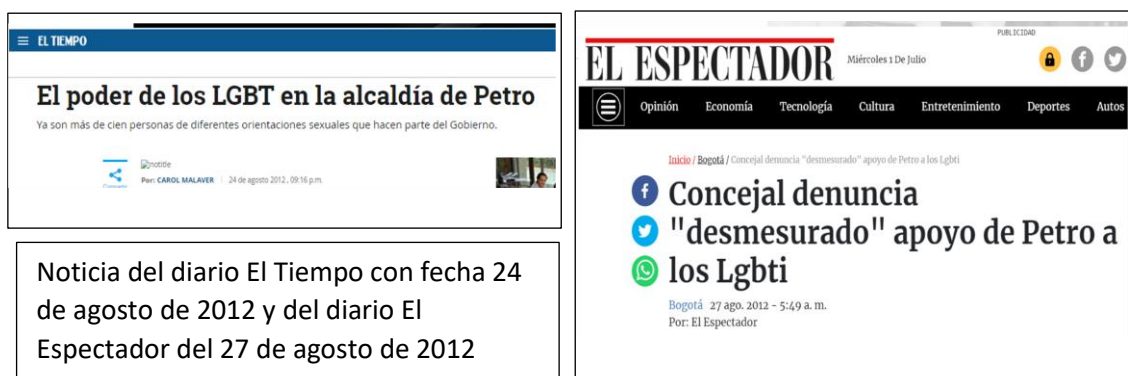 ≡ EL TIEMPO
El poder de los LGBT en la alcaldía de Petro
Ya son más de cien personas de diferentes orientaciones sexuales que hacen parte del Gobierno.
notitle
Por: CAROL MALAVER | 24 de agosto 2012 , 09:16 p.m.
Noticia del diario El Tiempo con fecha 24
de agosto de 2012 y del diario El
Espectador del 27 de agosto de 2012
PUBLICIDAD
EL ESPECTADOR
Miércoles 1 De Julio
Opinión Economía Tecnología Cultura Entretenimiento Deportes Autos
Inicio / Bogotá / Concejal denuncia "desmesurado" apoyo de Petro a los Lgbti
Concejal denuncia
"desmesurado" apoyo de Petro a
los Lgbti
Bogotá 27 ago. 2012 - 5:49 a. m.
Por: El Espectador